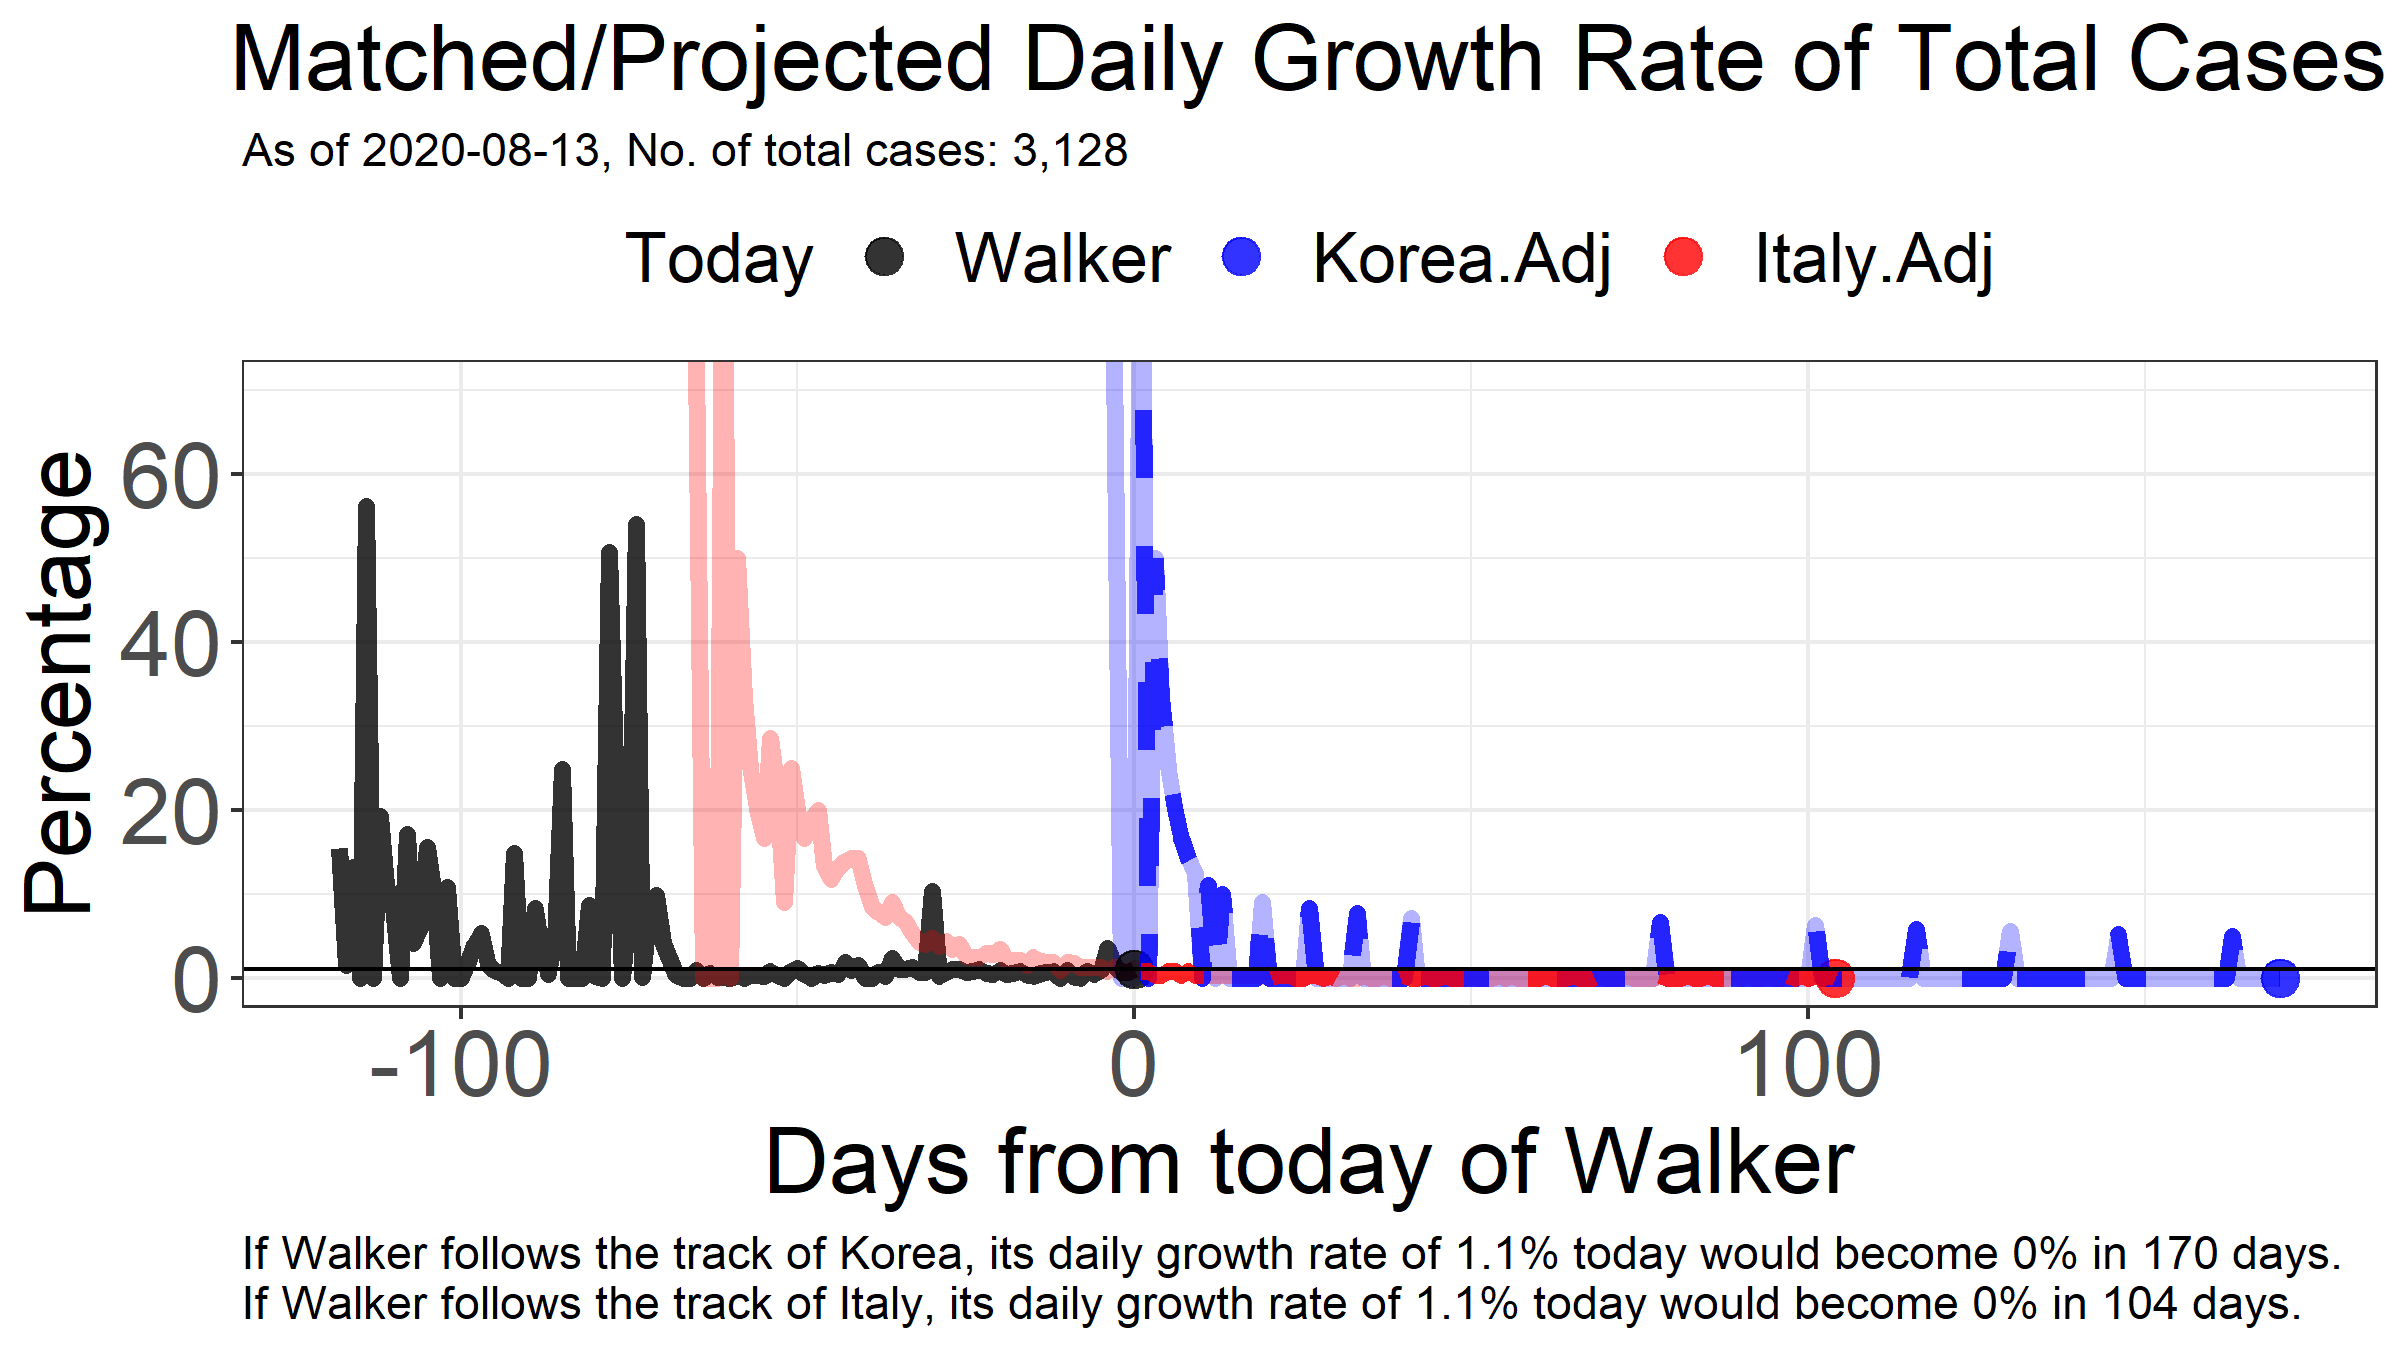 Matched/Projected Daily Growth Rate of Total Cases
As of 2020-08-13, No. of total cases: 3,128
Today Walker Korea.Adj Italy.Adj
Percentage
60
40
20
0
-100 0 100
Days from today of Walker
If Walker follows the track of Korea, its daily growth rate of 1.1% today would become 0% in 170 days.
If Walker follows the track of Italy, its daily growth rate of 1.1% today would become 0% in 104 days.